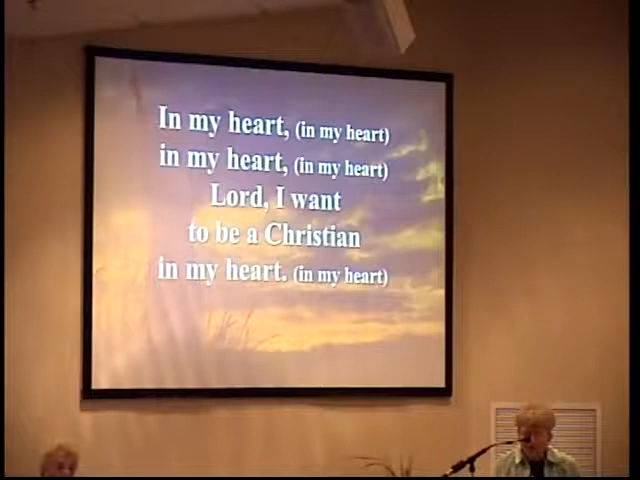 In my heart, (in my heart)
in my heart, (in my heart)
Lord, I want
to be a Christian
in my heart. (in my heart)